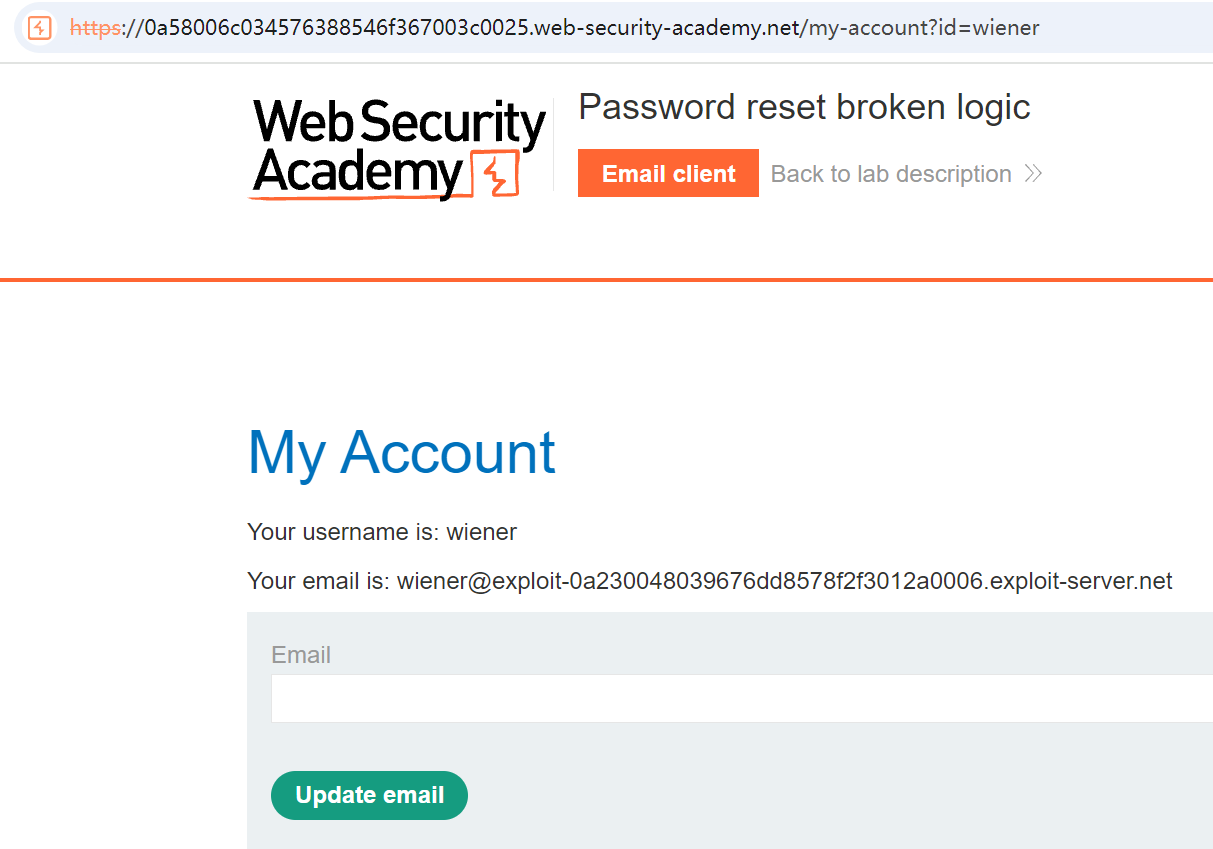 https://0a58006c034576388546f367003c0025.web-security-academy.net/my-account?id=wiener
Web Security
Academy
Password reset broken logic
Email client
Back to lab description
My Account
Your username is: wiener
Your email is: wiener@exploit-0a230048039676dd8578f2f3012a0006.exploit-server.net
Email
Update email